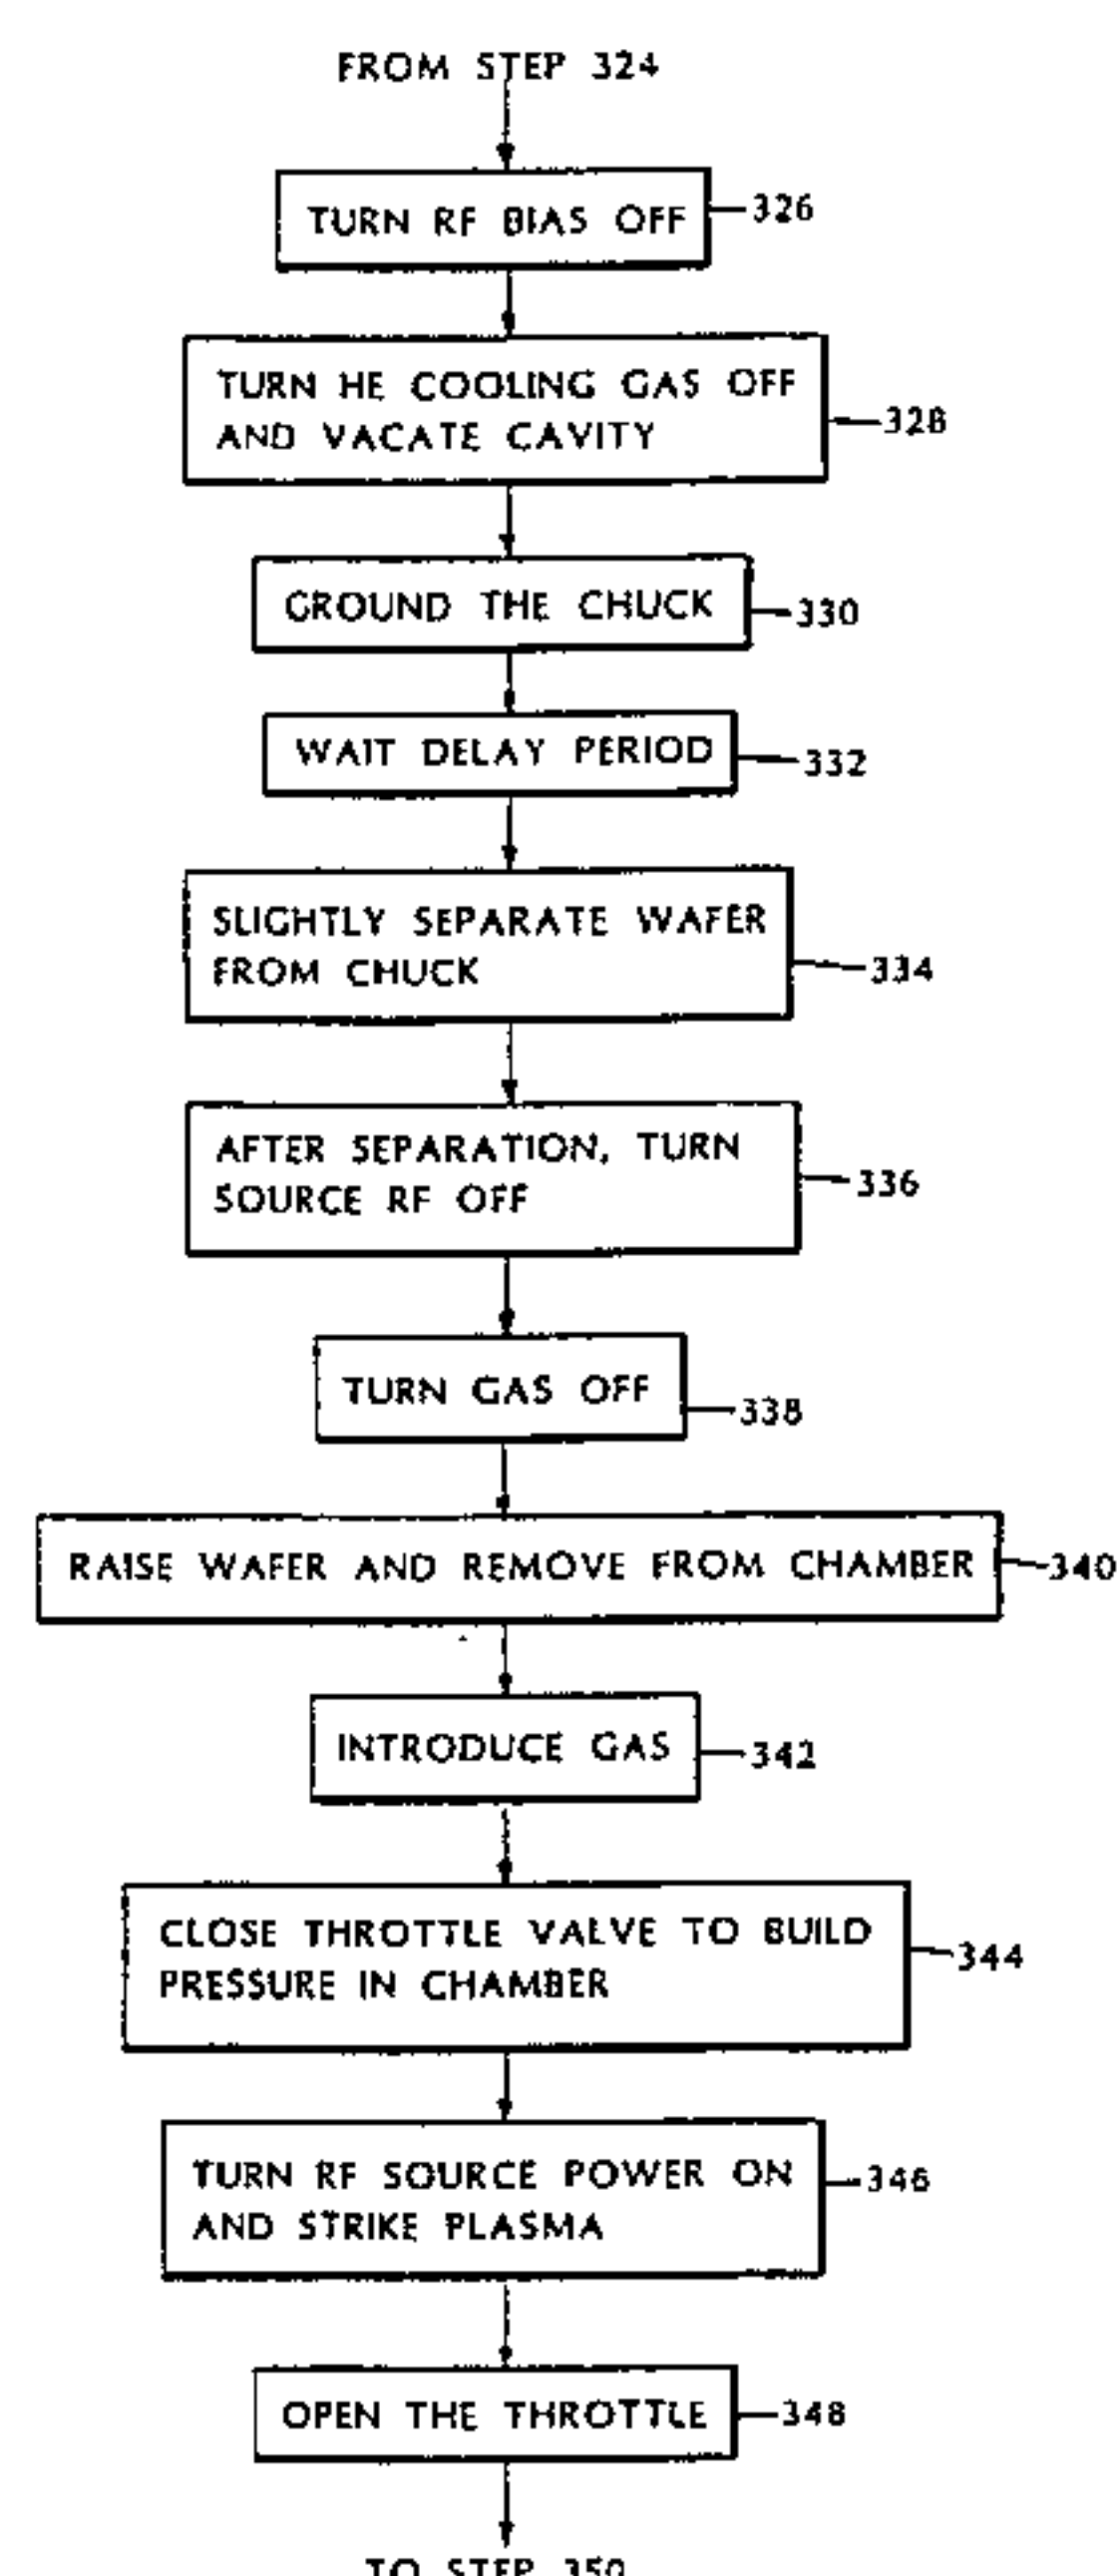 FROM STEP 324
TURN RF BIAS OFF
326
TURN HE COOLING GAS OFF
AND VACATE CAVITY
328
GROUND THE CHUCK
330
WAIT DELAY PERIOD
332
SLIGHTLY SEPARATE WAFER
FROM CHUCK
334
AFTER SEPARATION, TURN
SOURCE RF OFF
336
TURN GAS OFF
338
RAISE WAFER AND REMOVE FROM CHAMBER
340
INTRODUCE GAS
342
CLOSE THROTTLE VALVE TO BUILD
PRESSURE IN CHAMBER
344
TURN RF SOURCE POWER ON
AND STRIKE PLASMA
346
OPEN THE THROTTLE
348
TO STEP 350